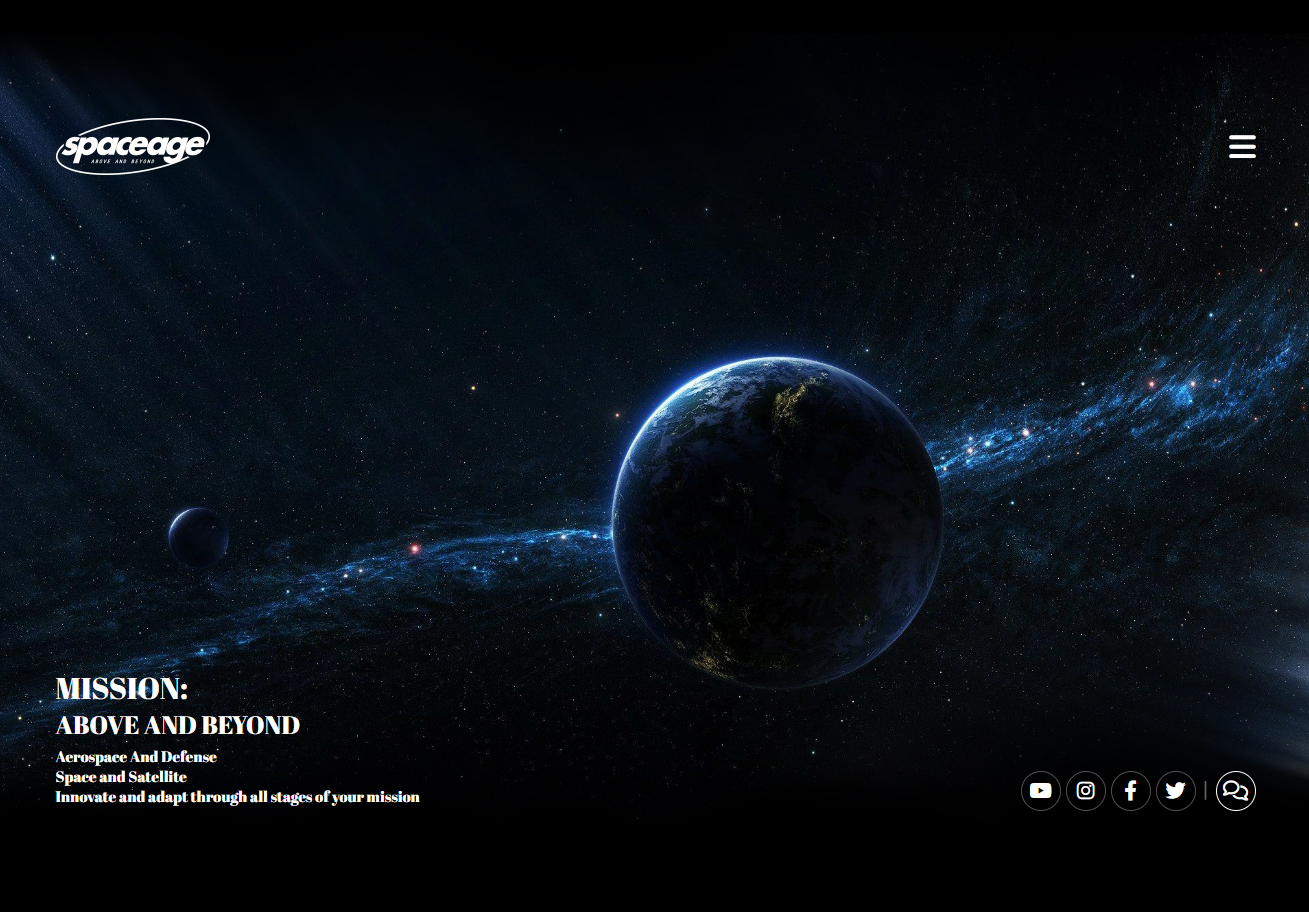 spaceage
ABOVE AND BEYOND
MISSION:
ABOVE AND BEYOND
Aerospace And Defense
Space and Satellite
Innovate and adapt through all stages of your mission